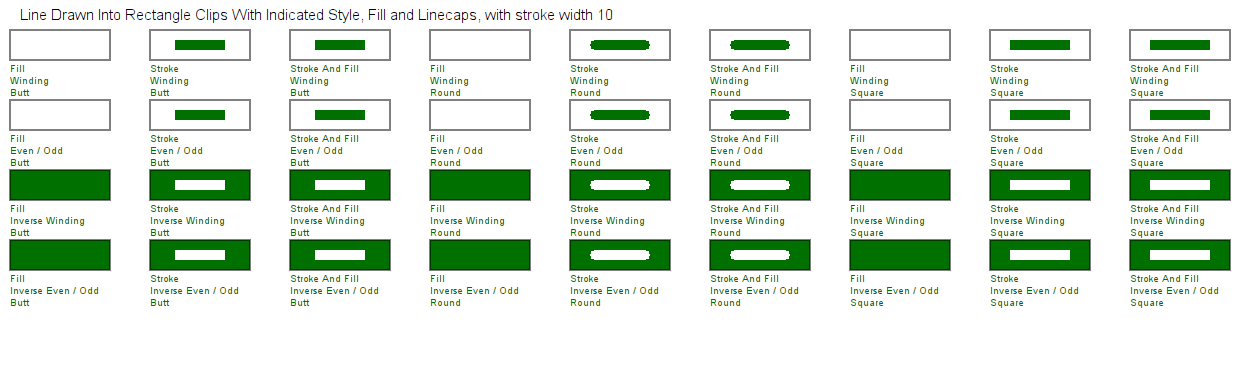 Line Drawn Into Rectangle Clips With Indicated Style, Fill and Linecaps, with stroke width 10
Fill
Winding
Butt
Stroke
Winding
Butt
Stroke And Fill
Winding
Butt
Fill
Winding
Round
Stroke
Winding
Round
Stroke And Fill
Winding
Round
Fill
Winding
Square
Stroke
Winding
Square
Stroke And Fill
Winding
Square
Fill
Even / Odd
Butt
Stroke
Even / Odd
Butt
Stroke And Fill
Even / Odd
Butt
Fill
Even / Odd
Round
Stroke
Even / Odd
Round
Stroke And Fill
Even / Odd
Round
Fill
Even / Odd
Square
Stroke
Even / Odd
Square
Stroke And Fill
Even / Odd
Square
Fill
Inverse Winding
Butt
Stroke
Inverse Winding
Butt
Stroke And Fill
Inverse Winding
Butt
Fill
Inverse Winding
Round
Stroke
Inverse Winding
Round
Stroke And Fill
Inverse Winding
Round
Fill
Inverse Winding
Square
Stroke
Inverse Winding
Square
Stroke And Fill
Inverse Winding
Square
Fill
Inverse Even / Odd
Butt
Stroke
Inverse Even / Odd
Butt
Stroke And Fill
Inverse Even / Odd
Butt
Fill
Inverse Even / Odd
Round
Stroke
Inverse Even / Odd
Round
Stroke And Fill
Inverse Even / Odd
Round
Fill
Inverse Even / Odd
Square
Stroke
Inverse Even / Odd
Square
Stroke And Fill
Inverse Even / Odd
Square